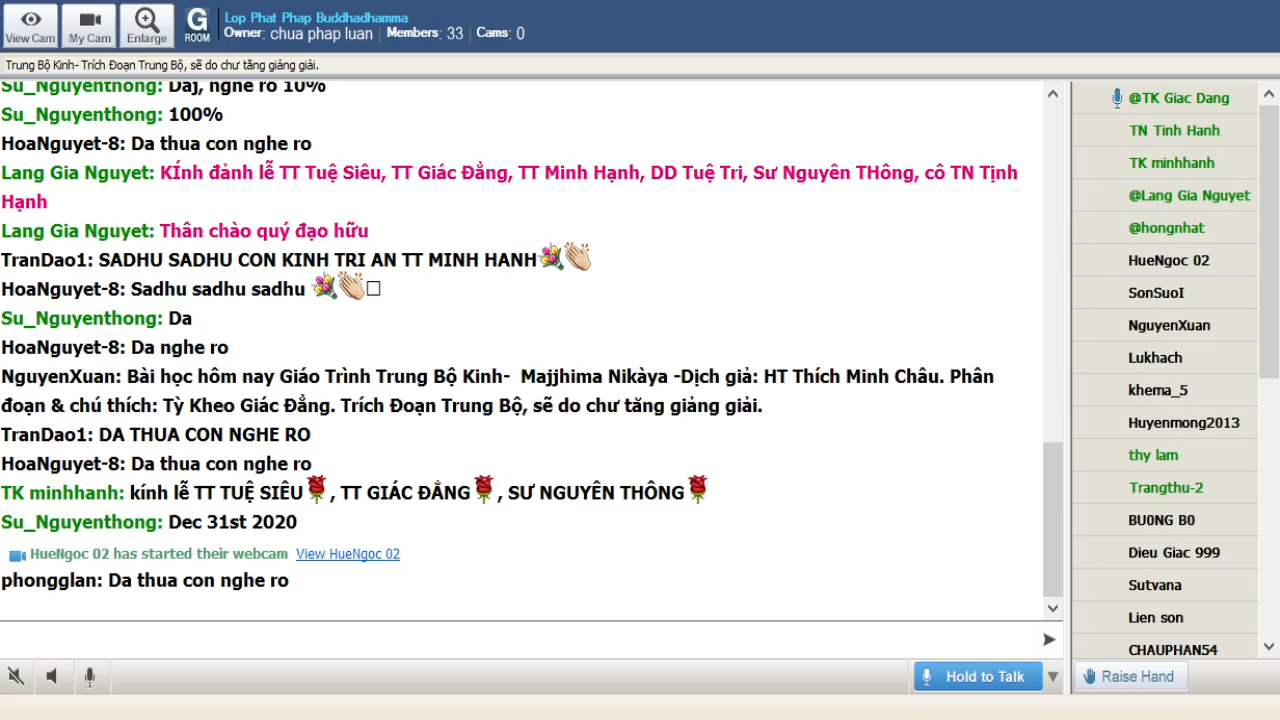 View Cam
My Cam
Enlarge
G
ROOM
Lop Phat Phap Buddhadhamma
Owner: chua phap luan | Members: 33 | Cams: 0
Trung Bộ Kinh- Trích Đoạn Trung Bộ, sẽ do chư tăng giảng giải.
Su_Nguyenthong: Daj, nghe ro 10%
Su_Nguyenthong: 100%
HoaNguyet-8: Da thua con nghe ro
Lang Gia Nguyet: KÍnh đảnh lễ TT Tuệ Siêu, TT Giác Đẳng, TT Minh Hạnh, DD Tuệ Tri, Sư Nguyên THông, cô TN Tịnh
Hạnh
Lang Gia Nguyet: Thân chào quý đạo hữu
TranDao1: SADHU SADHU CON KINH TRI AN TT MINH HANH💐👏
HoaNguyet-8: Sadhu sadhu sadhu 💐👏□
Su_Nguyenthong: Da
HoaNguyet-8: Da nghe ro
NguyenXuan: Bài học hôm nay Giáo Trình Trung Bộ Kinh- Majjhima Nikàya -Dịch giả: HT Thích Minh Châu. Phân
đoạn & chú thích: Tỳ Kheo Giác Đẳng. Trích Đoạn Trung Bộ, sẽ do chư tăng giảng giải.
TranDao1: DA THUA CON NGHE RO
HoaNguyet-8: Da thua con nghe ro
TK minhhanh: kính lễ TT TUỆ SIÊU🌹, TT GIÁC ĐẲNG🌹, SƯ NGUYÊN THÔNG🌹
Su_Nguyenthong: Dec 31st 2020
HueNgoc 02 has started their webcam View HueNgoc 02
phongglan: Da thua con nghe ro
@TK Giac Dang
TN Tinh Hanh
TK minhhanh
@Lang Gia Nguyet
@hongnhat
HueNgoc 02
SonSuoI
NguyenXuan
Lukhach
khema_5
Huyenmong2013
thy lam
Trangthu-2
BU0NG B0
Dieu Giac 999
Sutvana
Lien son
CHAUPHAN54
Hold to Talk
Raise Hand